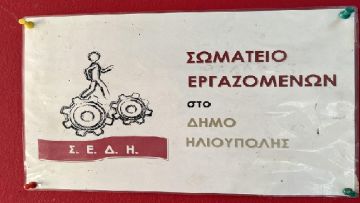 ΣΩΜΑΤΕΙΟ
ΕΡΓΑΖΟΜΕΝΩΝ
στο
ΔΗΜΟ
ΗΛΙΟΥΠΟΛΗΣ
Σ. Ε. Δ. Η.